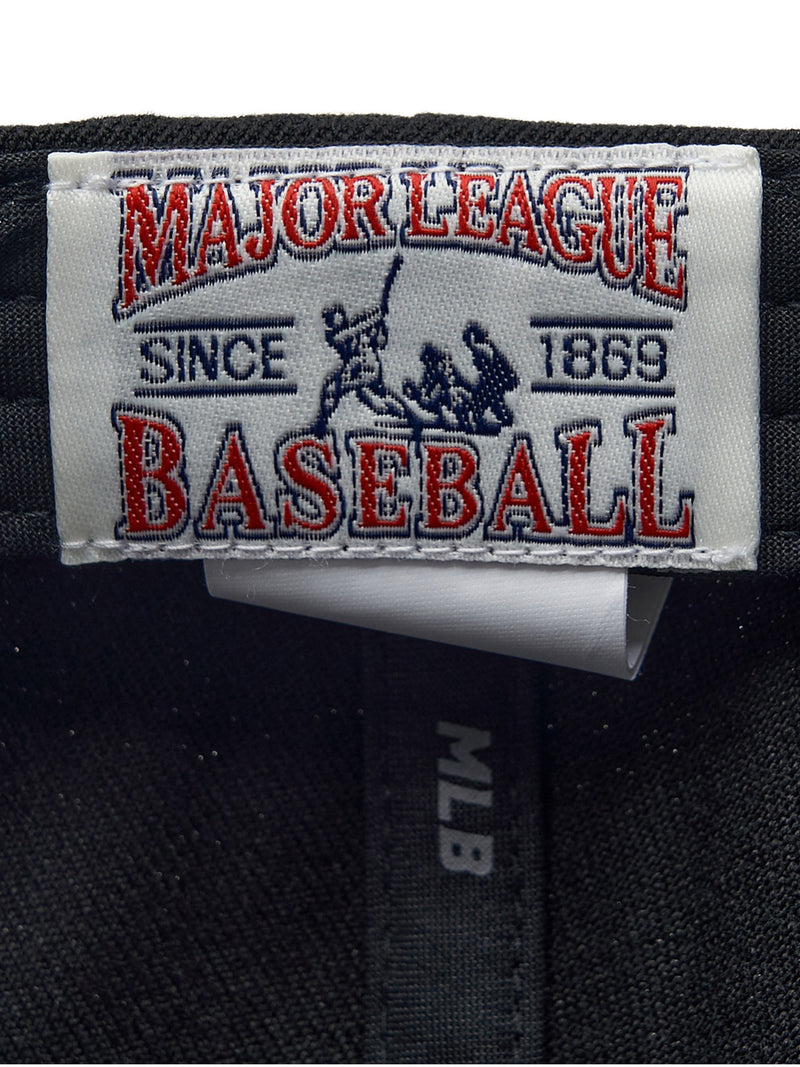 MAJOR LEAGUE
SINCE 1869
BASEBALL
MLB